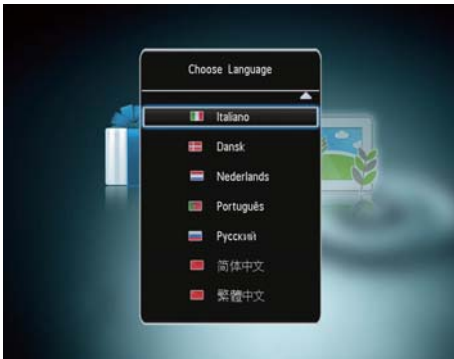 Choose Language
Italiano
Dansk
Nederlands
Português
Русский
简体中文
繁體中文